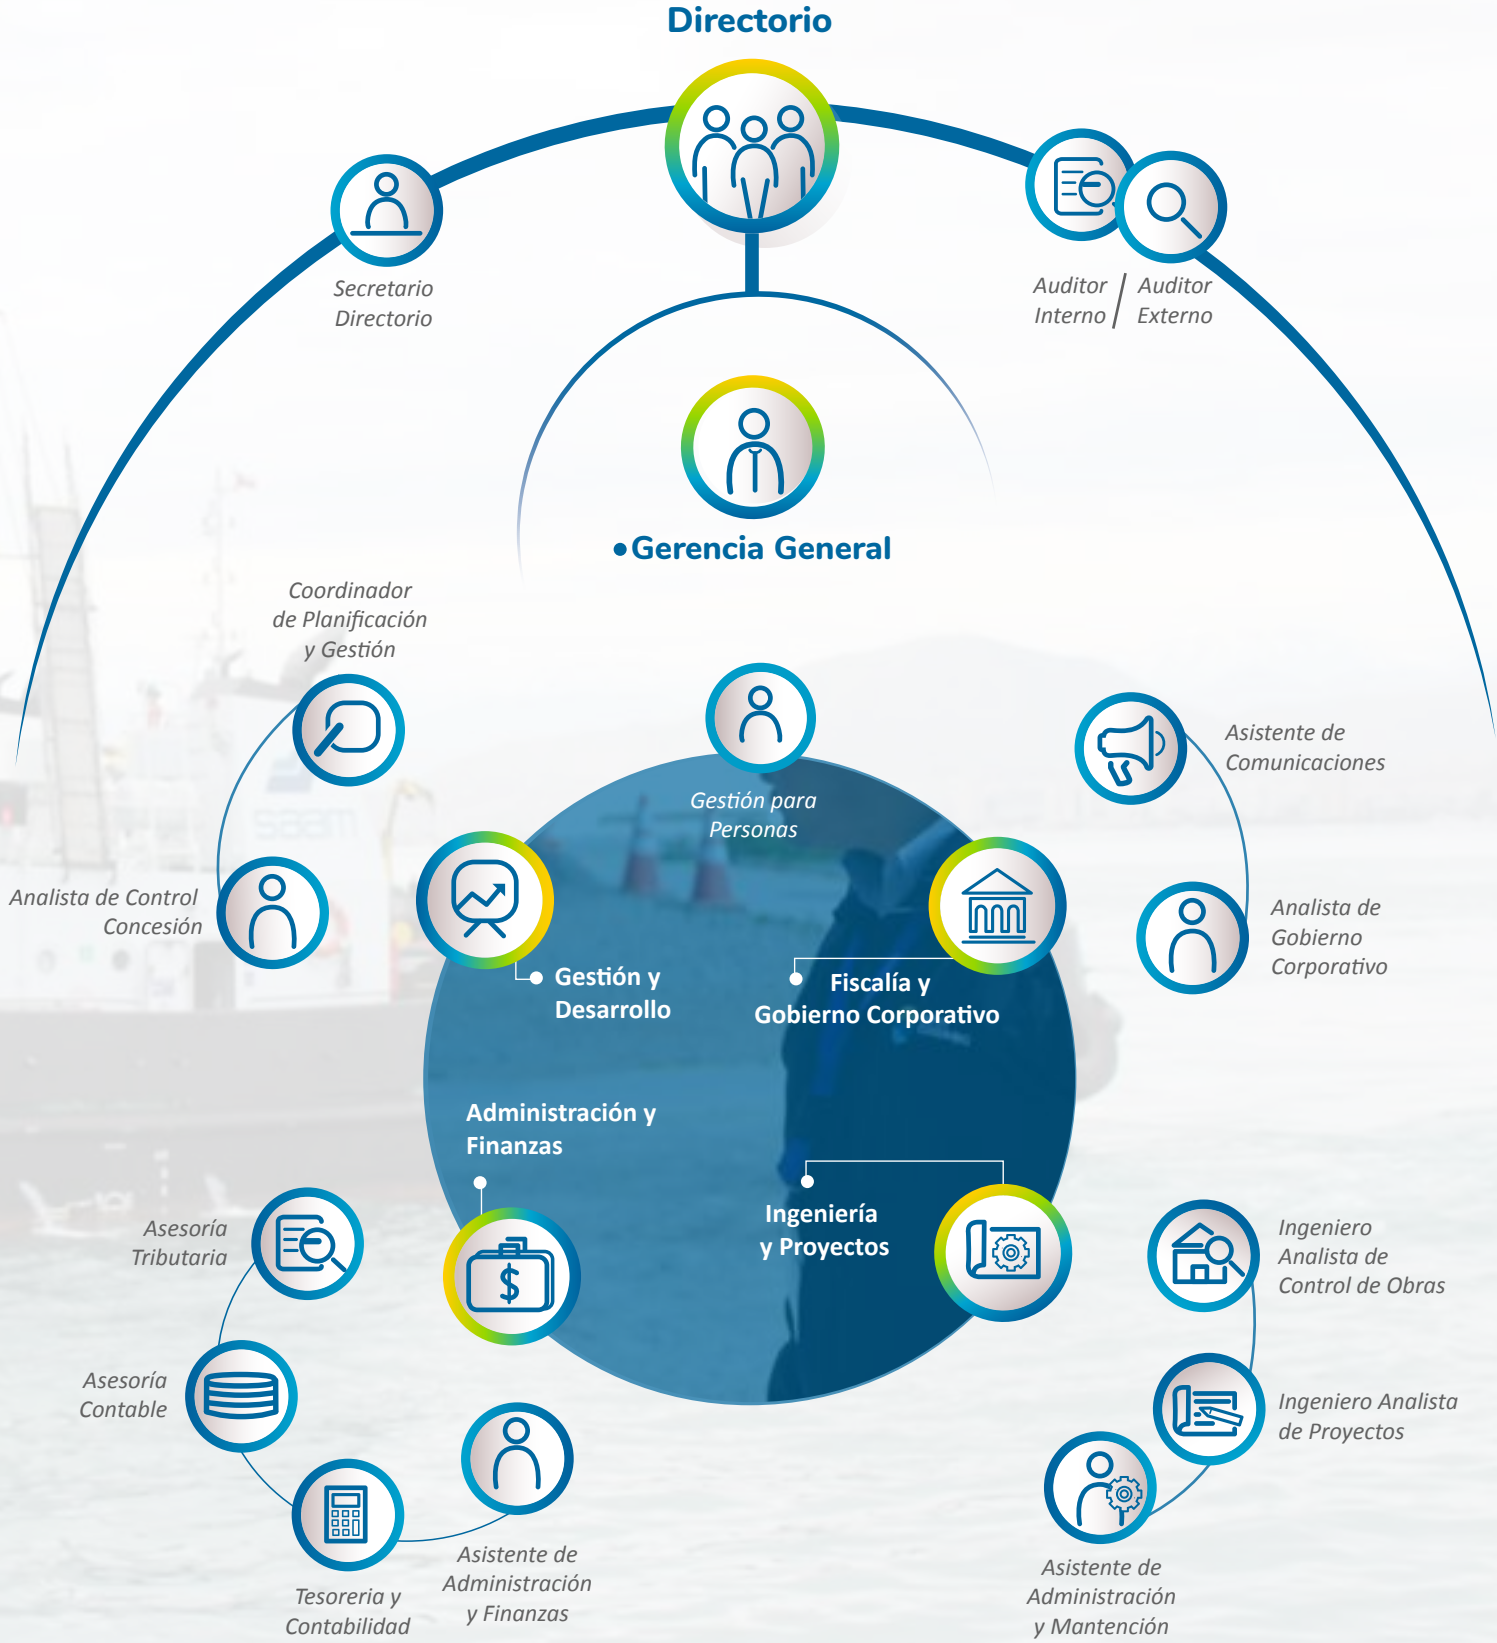 Directorio
Secretario
Directorio
Auditor
Interno
/
Auditor
Externo
•Gerencia General
Coordinador
de Planificación
y Gestión
Analista de Control
Concesión
Gestión para
Personas
Asistente de
Comunicaciones
Analista de
Gobierno
Corporativo
saam
Gestión y
Desarrollo
Fiscalía y
Gobierno Corporativo
Administración y
Finanzas
$
Ingeniería
y Proyectos
Asesoría
Tributaria
Asesoría
Contable
Tesoreria y
Contabilidad
Asistente de
Administración
y Finanzas
Ingeniero
Analista de
Control de Obras
Ingeniero Analista
de Proyectos
Asistente de
Administración
y Mantención